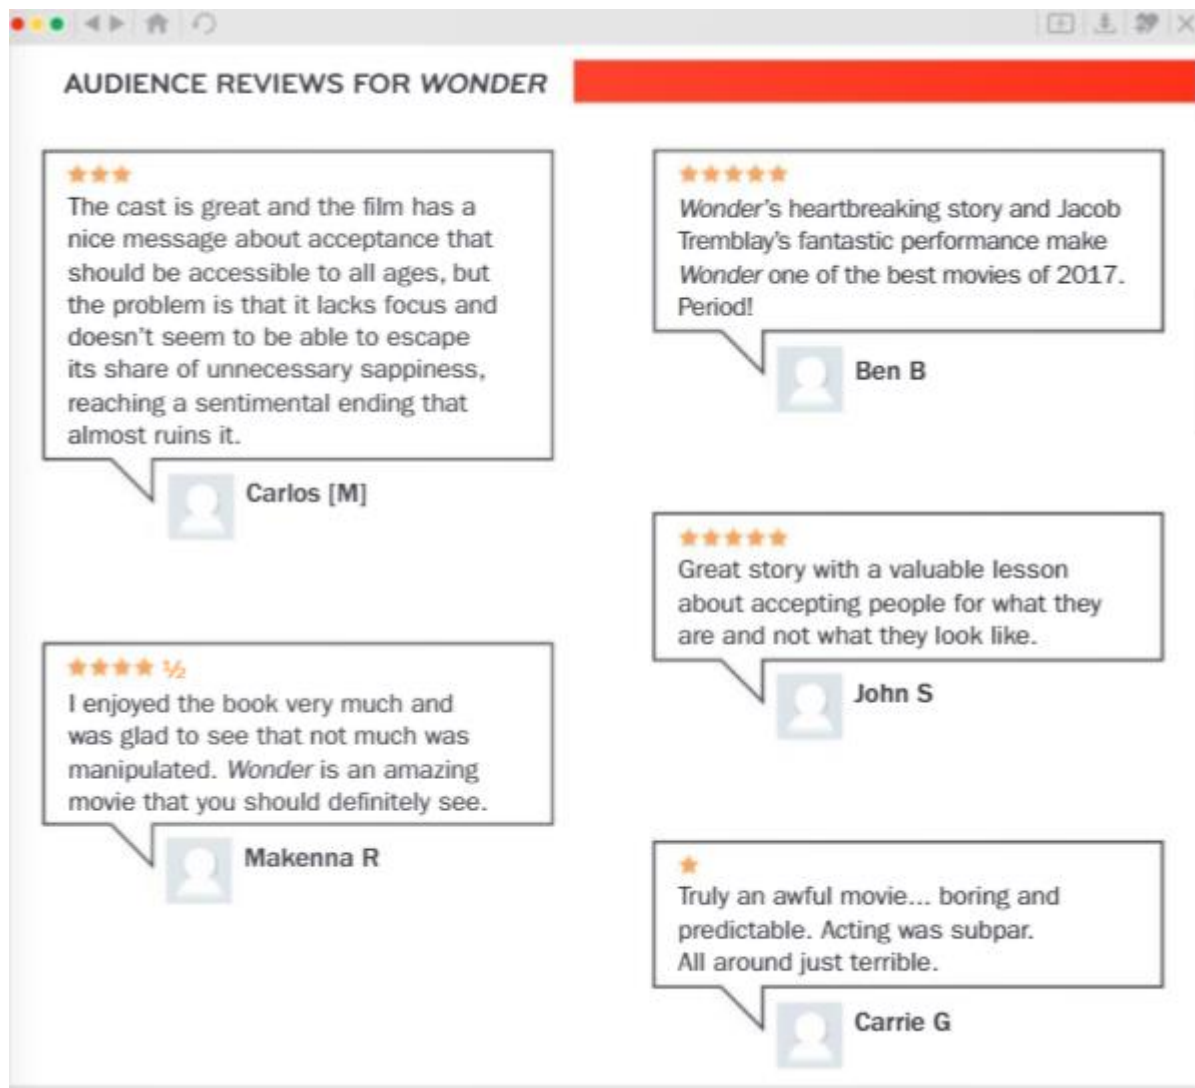 AUDIENCE REVIEWS FOR WONDER
The cast is great and the film has a
nice message about acceptance that
should be accessible to all ages, but
the problem is that it lacks focus and
doesn't seem to be able to escape
its share of unnecessary sappiness,
reaching a sentimental ending that
almost ruins it.
Carlos [M]
½
I enjoyed the book very much and
was glad to see that not much was
manipulated. Wonder is an amazing
movie that you should definitely see.
Makenna R
Wonder's heartbreaking story and Jacob
Tremblay's fantastic performance make
Wonder one of the best movies of 2017.
Period!
Ben B
Great story with a valuable lesson
about accepting people for what they
are and not what they look like.
John S
Truly an awful movie... boring and
predictable. Acting was subpar.
All around just terrible.
Carrie G